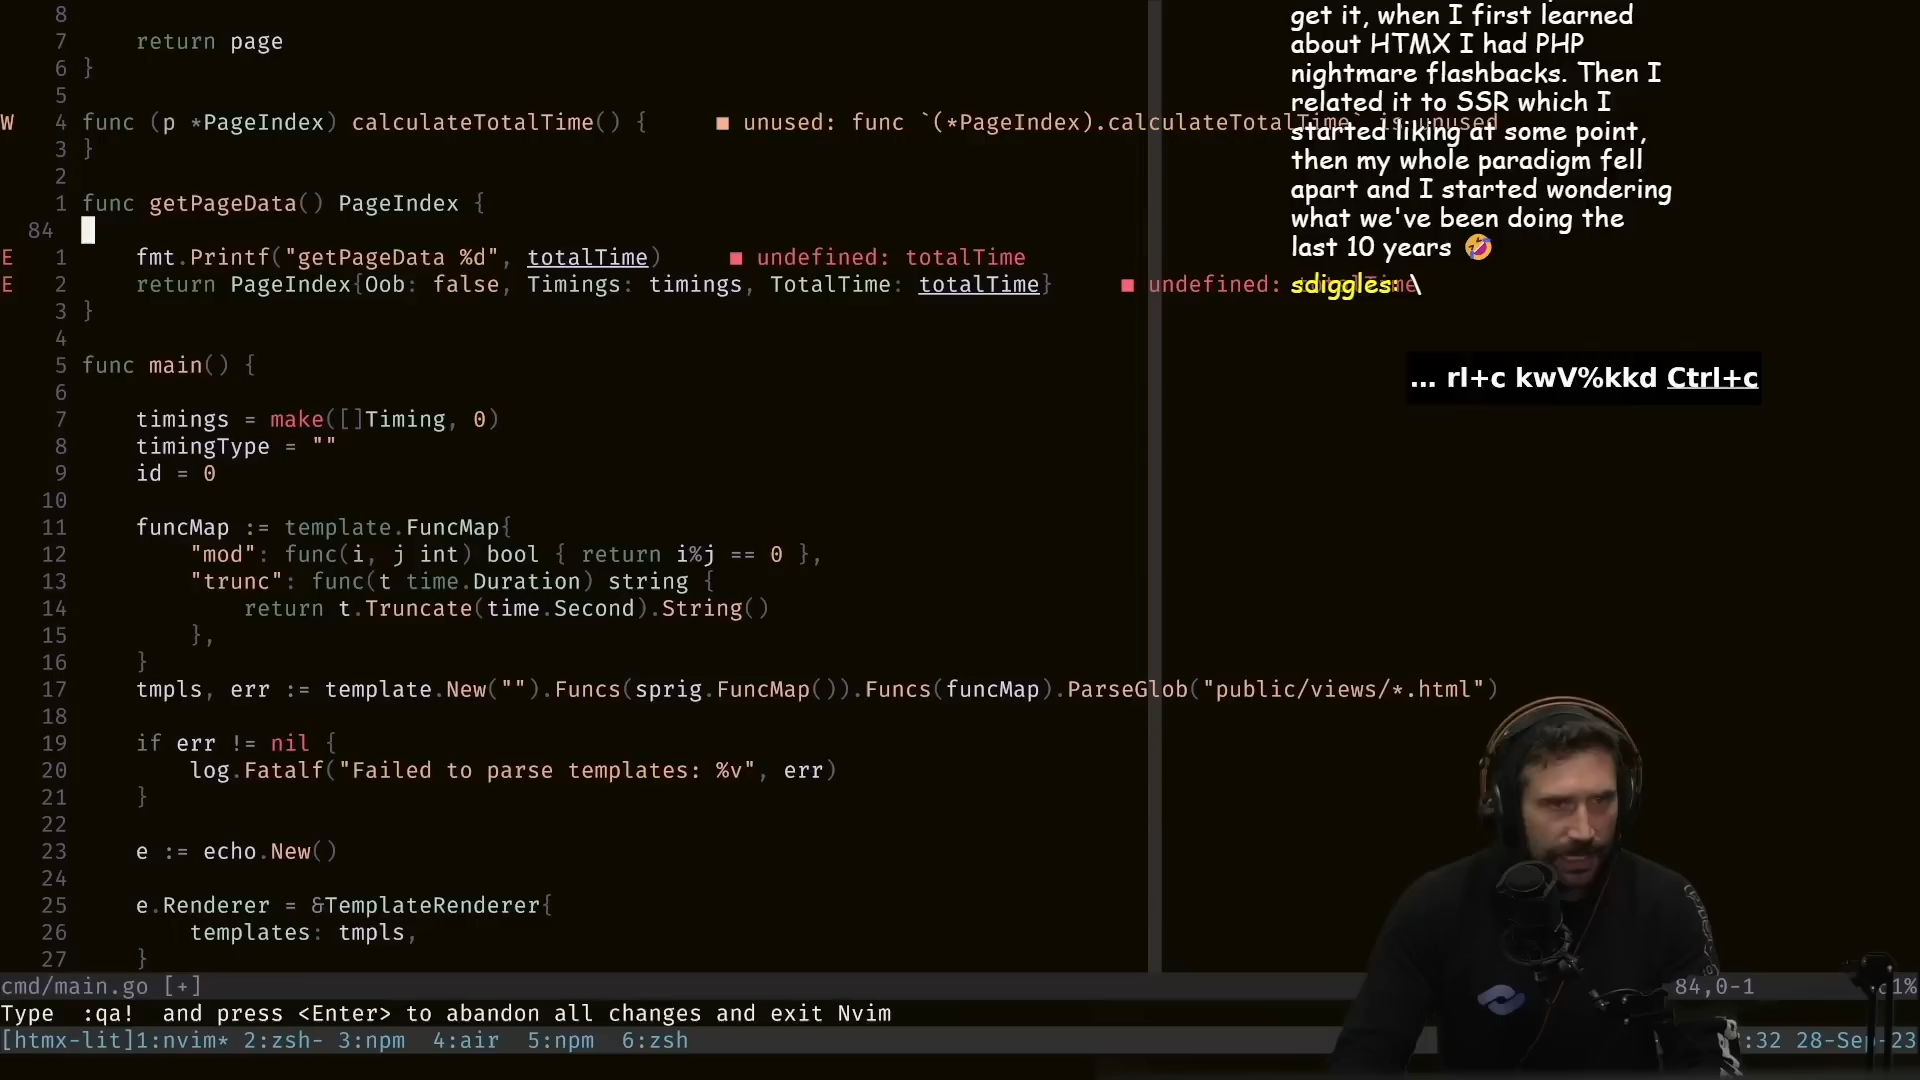 8
7 return page
6 }
5
W 4 func (p *PageIndex) calculateTotalTime() { ■ unused: func `(*PageIndex).calculateTotalTime` is unused
3 }
2
1 func getPageData() PageIndex {
84
E 1 fmt.Printf("getPageData %d", totalTime) ■ undefined: totalTime
E 2 return PageIndex{Oob: false, Timings: timings, TotalTime: totalTime} ■ undefined: totalTime
3 }
4
5 func main() {
6
7 timings = make([]Timing, 0)
8 timingType = ""
9 id = 0
10
11 funcMap := template.FuncMap{
12 "mod": func(i, j int) bool { return i%j == 0 },
13 "trunc": func(t time.Duration) string {
14 return t.Truncate(time.Second).String()
15 },
16 }
17 tmpls, err := template.New("").Funcs(sprig.FuncMap()).Funcs(funcMap).ParseGlob("public/views/*.html")
18
19 if err != nil {
20 log.Fatalf("Failed to parse templates: %v", err)
21 }
22
23 e := echo.New()
24
25 e.Renderer = &TemplateRenderer{
26 templates: tmpls,
27 }
cmd/main.go [+] 84,0-1 1%
Type :qa! and press <Enter> to abandon all changes and exit Nvim
[htmx-lit]1:nvim* 2:zsh- 3:npm 4:air 5:npm 6:zsh :32 28-Sep-23
get it, when I first learned
about HTMX I had PHP
nightmare flashbacks. Then I
related it to SSR which I
started liking at some point,
then my whole paradigm fell
apart and I started wondering
what we've been doing the
last 10 years 🤣
sdiggles: \
... rl+c kwV%kkd Ctrl+c